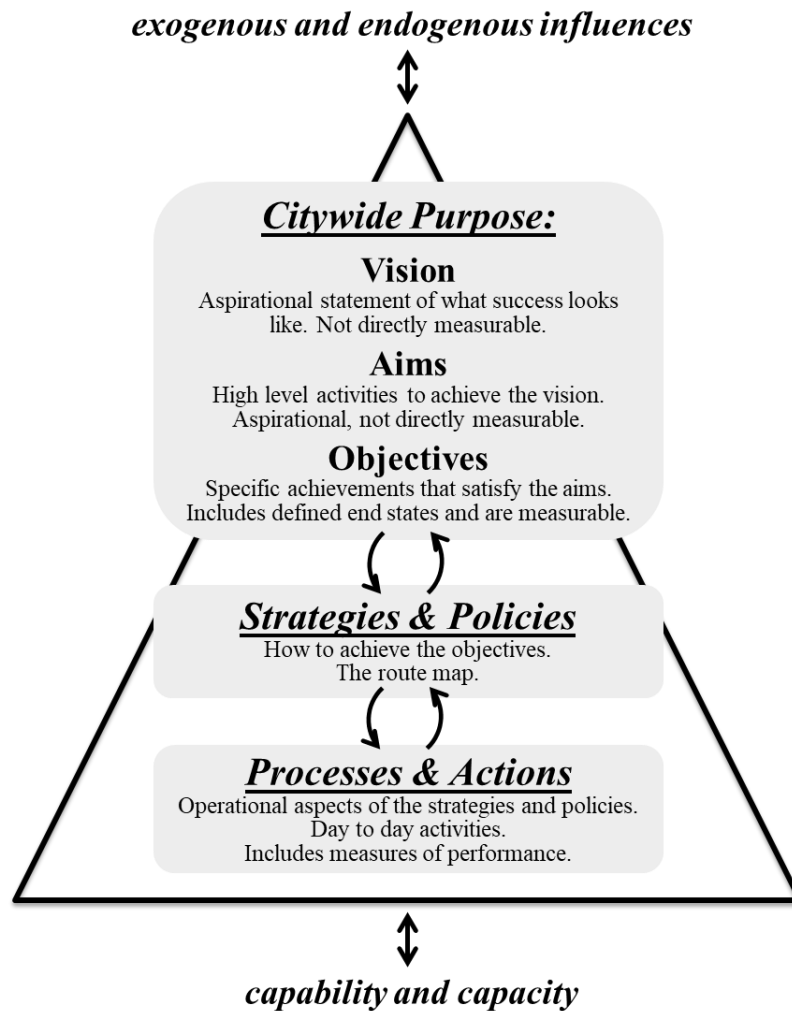 exogenous and endogenous influences
Citywide Purpose:
Vision
Aspirational statement of what success looks
like. Not directly measurable.
Aims
High level activities to achieve the vision.
Aspirational, not directly measurable.
Objectives
Specific achievements that satisfy the aims.
Includes defined end states and are measurable.
Strategies & Policies
How to achieve the objectives.
The route map.
Processes & Actions
Operational aspects of the strategies and policies.
Day to day activities.
Includes measures of performance.
capability and capacity